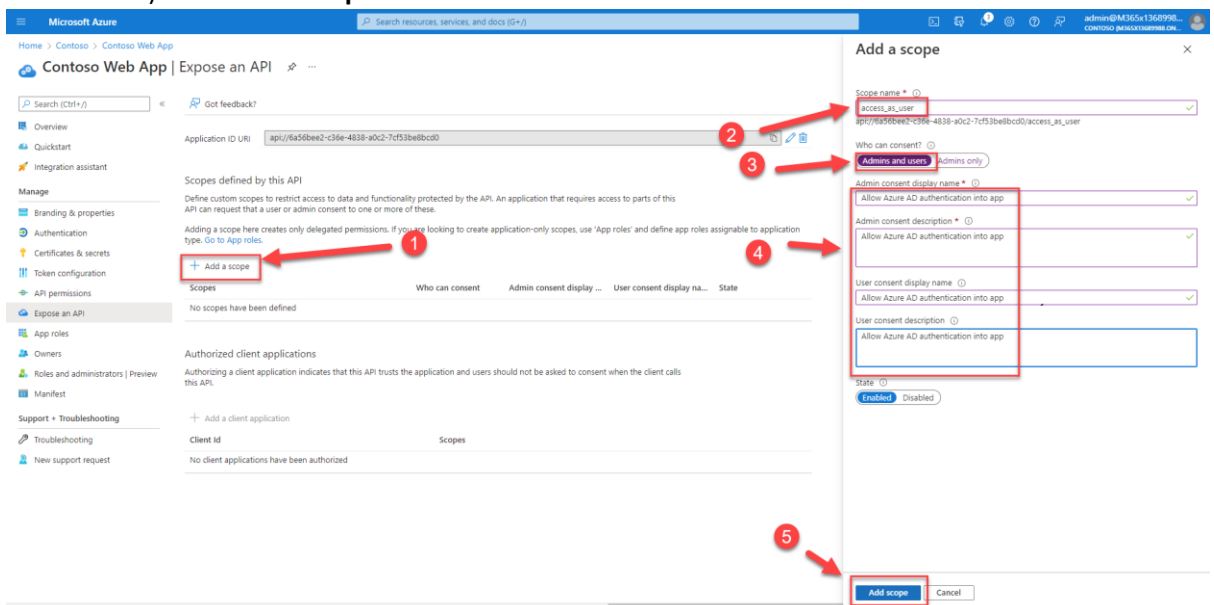 Microsoft Azure
Search resources, services, and docs (G+/)
admin@M365x1368998...
CONTOSO (M365X1368998.ON...
Home > Contoso > Contoso Web App
Contoso Web App | Expose an API
Search (Ctrl+/)
Got feedback?
Overview
Quickstart
Integration assistant
Manage
Branding & properties
Authentication
Certificates & secrets
Token configuration
API permissions
Expose an API
App roles
Owners
Roles and administrators | Preview
Manifest
Support + Troubleshooting
Troubleshooting
New support request
Application ID URI
api://6a56bee2-c36e-4838-a0c2-7cf53be8bcd0
Scopes defined by this API
Define custom scopes to restrict access to data and functionality protected by the API. An application that requires access to parts of this
API can request that a user or admin consent to one or more of these.
Adding a scope here creates only delegated permissions. If you are looking to create application-only scopes, use 'App roles' and define app roles assignable to application
type. Go to App roles.
1
+ Add a scope
Scopes Who can consent Admin consent display ... User consent display na... State
No scopes have been defined
Authorized client applications
Authorizing a client application indicates that this API trusts the application and users should not be asked to consent when the client calls
this API.
+ Add a client application
Client Id Scopes
No client applications have been authorized
Add a scope
Scope name *
2
access_as_user
api://6a56bee2-c36e-4838-a0c2-7cf53be8bcd0/access_as_user
Who can consent?
3
Admins and users Admins only
Admin consent display name *
Allow Azure AD authentication into app
Admin consent description *
4
Allow Azure AD authentication into app
User consent display name
Allow Azure AD authentication into app
User consent description
Allow Azure AD authentication into app
State
Enabled Disabled
5
Add scope Cancel